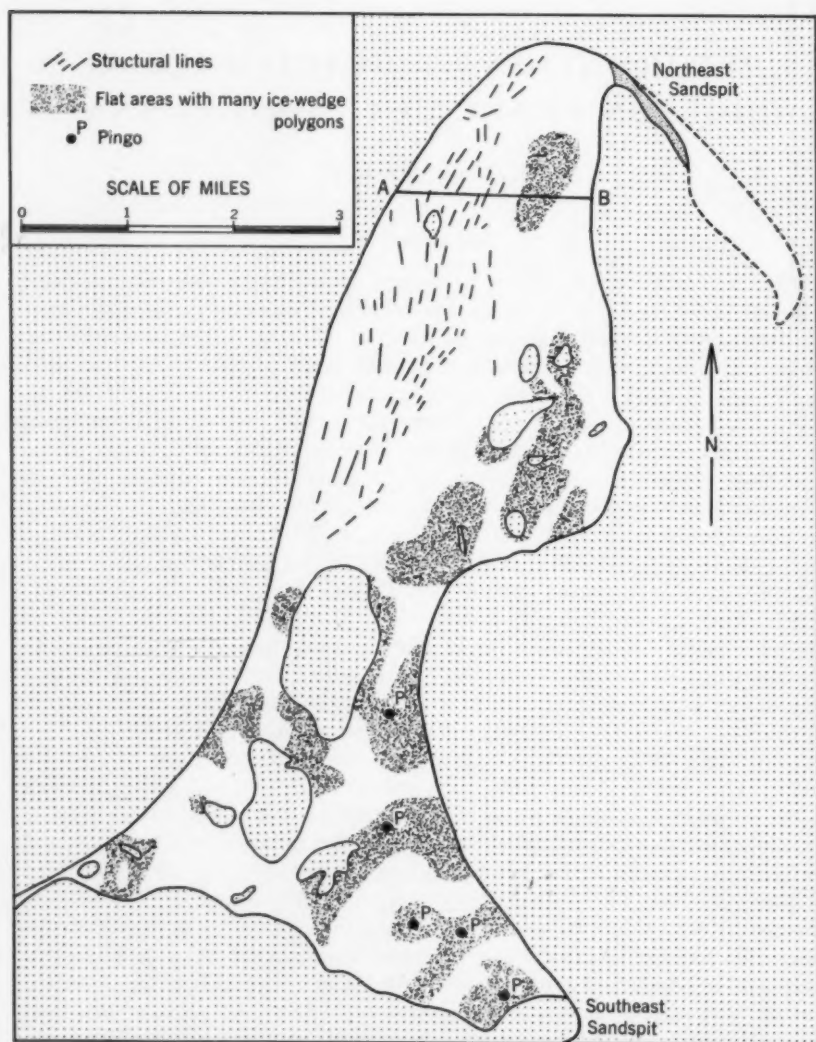 Structural lines
Flat areas with many ice-wedge
polygons
P Pingo
SCALE OF MILES
0 1 2 3
Northeast
Sandspit
A B
N
P
P
P P
P
Southeast
Sandspit